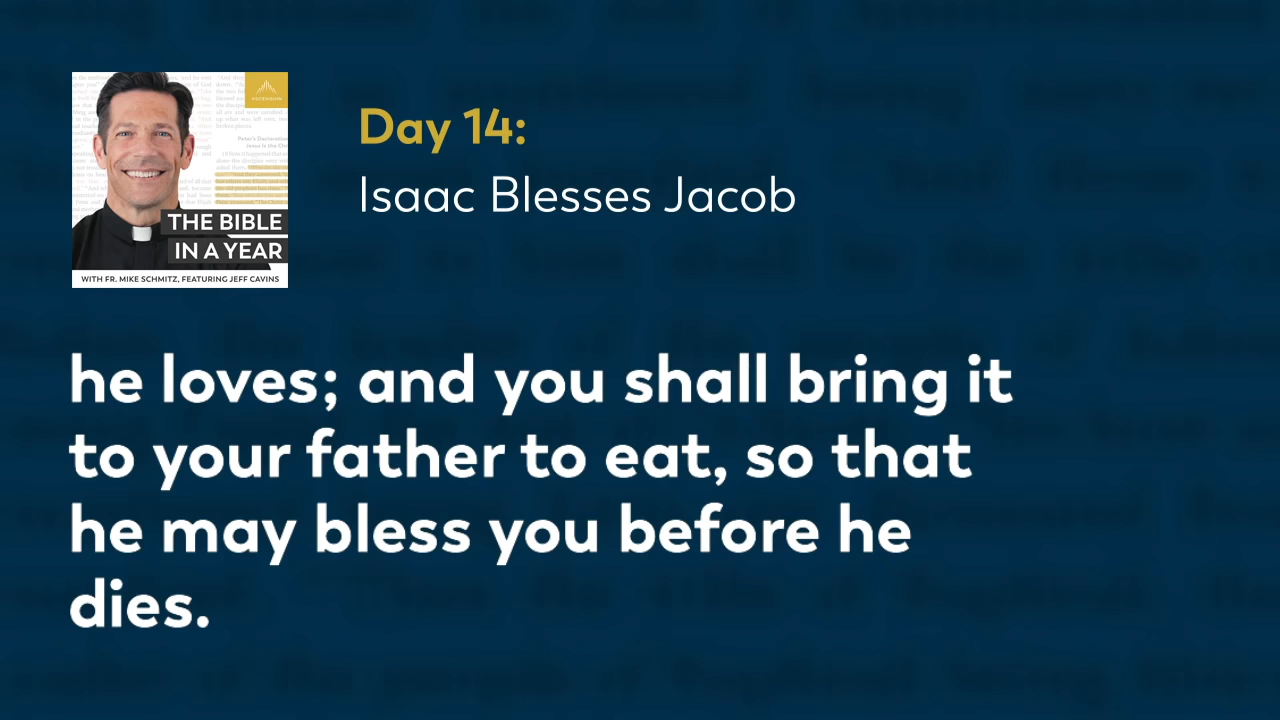 ASCENSION
THE BIBLE
IN A YEAR
WITH FR. MIKE SCHMITZ, FEATURING JEFF CAVINS
Day 14:
Isaac Blesses Jacob
he loves; and you shall bring it
to your father to eat, so that
he may bless you before he
dies.